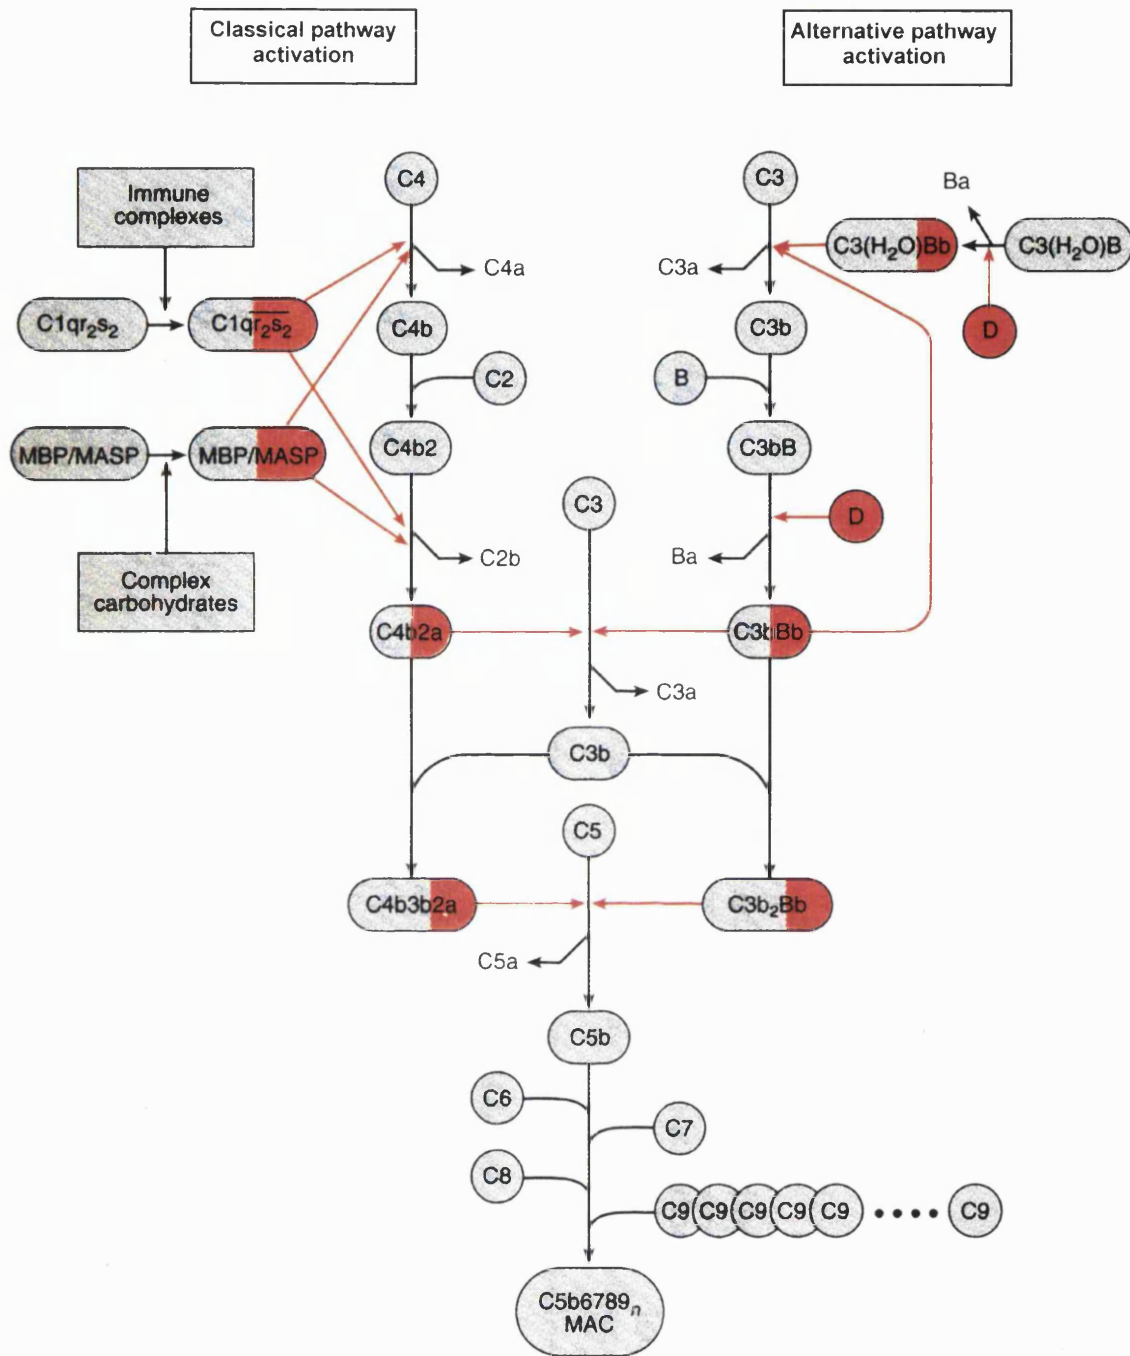 Classical pathway
activation
Alternative pathway
activation
Immune
complexes
C4
C3
Ba
C3(H₂O)Bb
C3(H₂O)B
C4a
C3a
C1qr₂s₂
C1qr₂s₂
C4b
C3b
D
C2
B
MBP/MASP
MBP/MASP
C4b2
C3bB
C3
D
C2b
Ba
Complex
carbohydrates
C4b2a
C3bBb
C3a
C3b
C5
C4b3b2a
C3b₂Bb
C5a
C5b
C6
C7
C8
C9 C9 C9 C9 C9 •••• C9
C5b6789ₙ
MAC